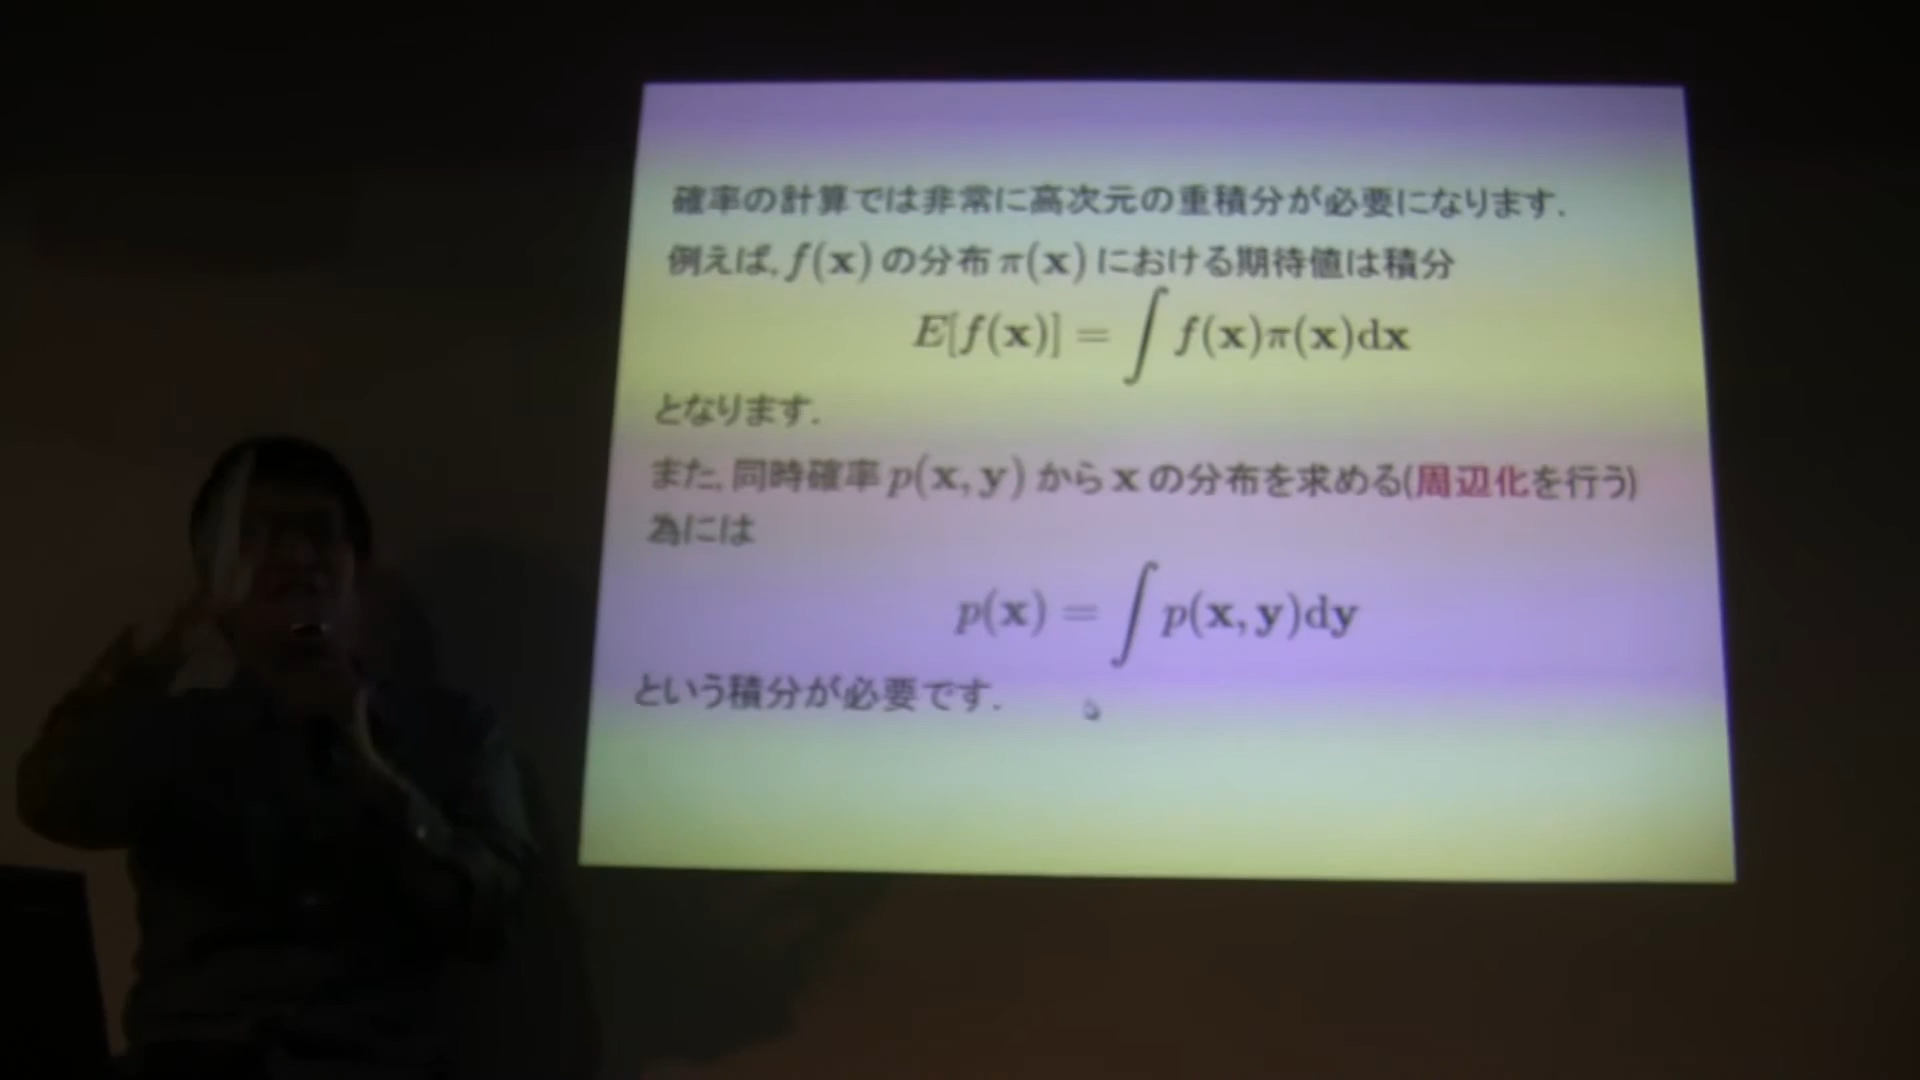 確率の計算では非常に高次元の重積分が必要になります.
例えば, f(x) の分布 π(x) における期待値は積分
E[f(x)] = ∫ f(x)π(x)dx
となります.
また, 同時確率 p(x, y) から x の分布を求める(周辺化を行う)
為には
p(x) = ∫ p(x, y)dy
という積分が必要です.